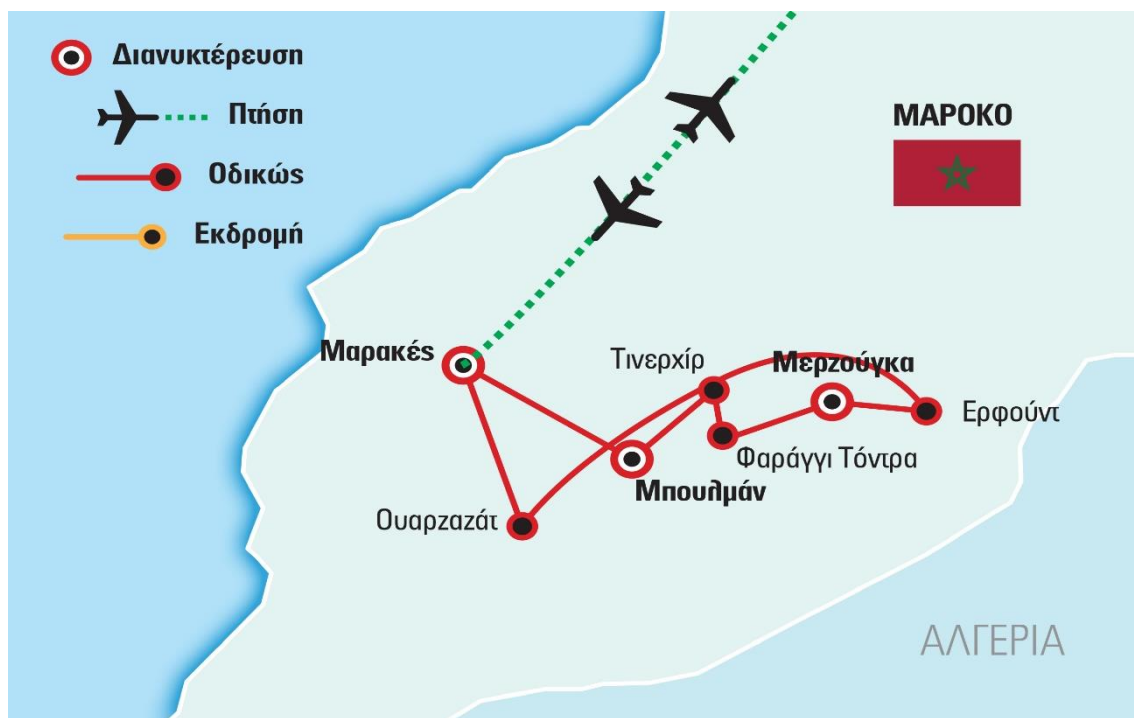 Διανυκτέρευση
Πτήση
Οδικώς
Εκδρομή
ΜΑΡΟΚΟ
Μαρακές
Τινερχίρ
Μερζούγκα
Ερφούντ
Φαράγγι Τόντρα
Μπουλμάν
Ουαρζαζάτ
ΑΛΓΕΡΙΑ